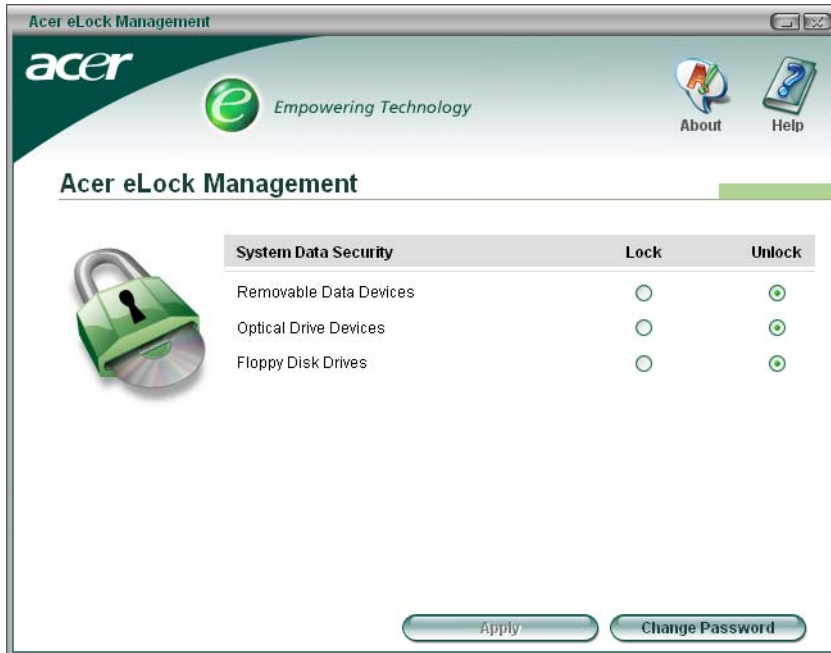 Acer eLock Management
acer
e Empowering Technology
About Help
Acer eLock Management
System Data Security Lock Unlock
Removable Data Devices
Optical Drive Devices
Floppy Disk Drives
Apply Change Password